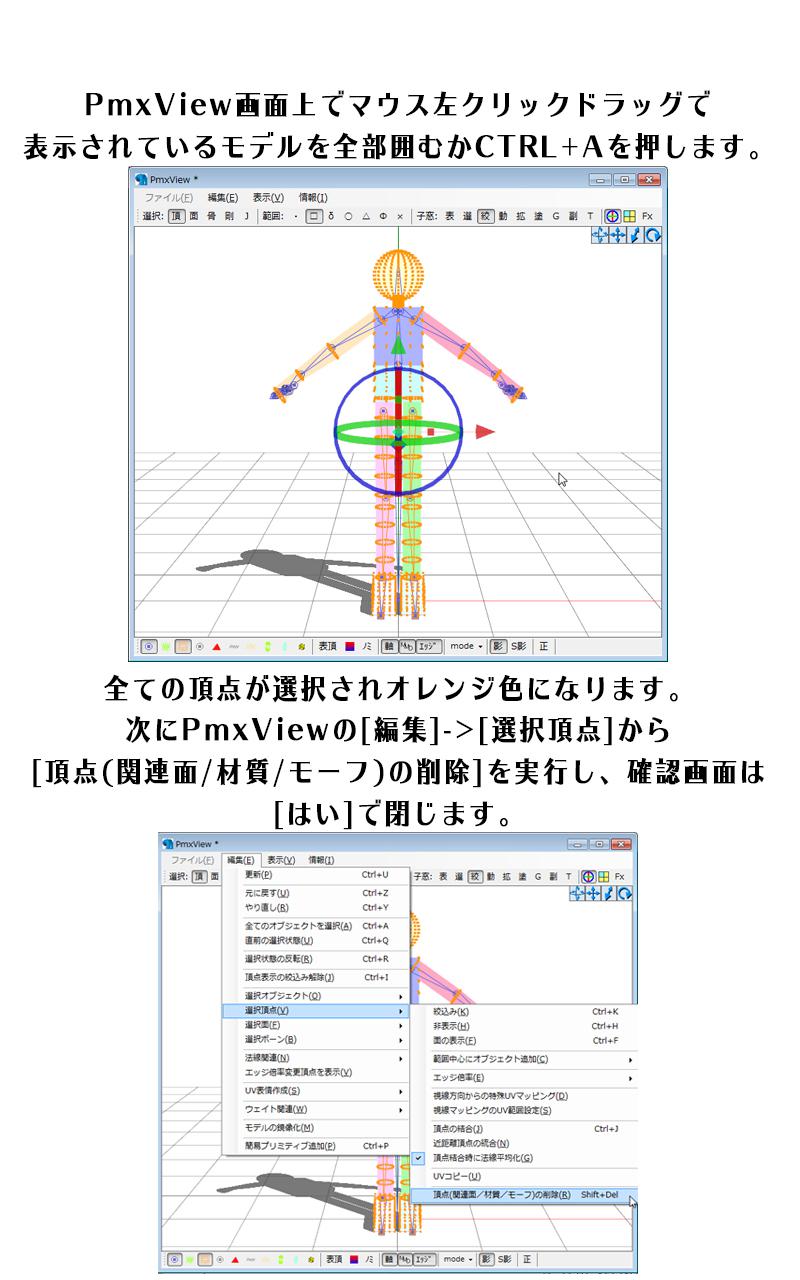 PmxView画面上でマウス左クリックドラッグで
表示されているモデルを全部囲むかCTRL+Aを押します。
PmxView *
ファイル(F) 編集(E) 表示(V) 情報(I)
選択: 頂 面 骨 剛 J 範囲: ・ □ δ ○ △ Φ × 子窓: 表 選 絞 動 拡 塗 G 副 T Fx
表頂 ノミ 軸 エッジ mode 影 S影 正
全ての頂点が選択されオレンジ色になります。
次にPmxViewの[編集]->[選択頂点]から
[頂点(関連面/材質/モーフ)の削除]を実行し、確認画面は
[はい]で閉じます。
PmxView *
ファイル(F) 編集(E) 表示(V) 情報(I)
選択: 頂 面 子窓: 表 選 絞 動 拡 塗 G 副 T Fx
更新(P) Ctrl+U
元に戻す(U) Ctrl+Z
やり直し(R) Ctrl+Y
全てのオブジェクトを選択(A) Ctrl+A
直前の選択状態(U) Ctrl+Q
選択状態の反転(R) Ctrl+R
頂点表示の絞込み解除(J) Ctrl+I
選択オブジェクト(O)
選択頂点(V)
選択面(F)
選択ボーン(B)
法線関連(N)
エッジ倍率変更頂点を表示(V)
UV表情作成(S)
ウェイト関連(W)
モデルの鏡像化(M)
簡易プリミティブ追加(P) Ctrl+P
絞込み(K) Ctrl+K
非表示(H) Ctrl+H
面の表示(F) Ctrl+F
範囲中心にオブジェクト追加(C)
エッジ倍率(E)
視線方向からの特殊UVマッピング(D)
視線マッピングのUV範囲設定(S)
頂点の結合(J) Ctrl+J
近距離頂点の統合(N)
頂点結合時に法線平均化(G)
UVコピー(U)
頂点(関連面/材質/モーフ)の削除(R) Shift+Del
表頂 ノミ 軸 エッジ mode 影 S影 正